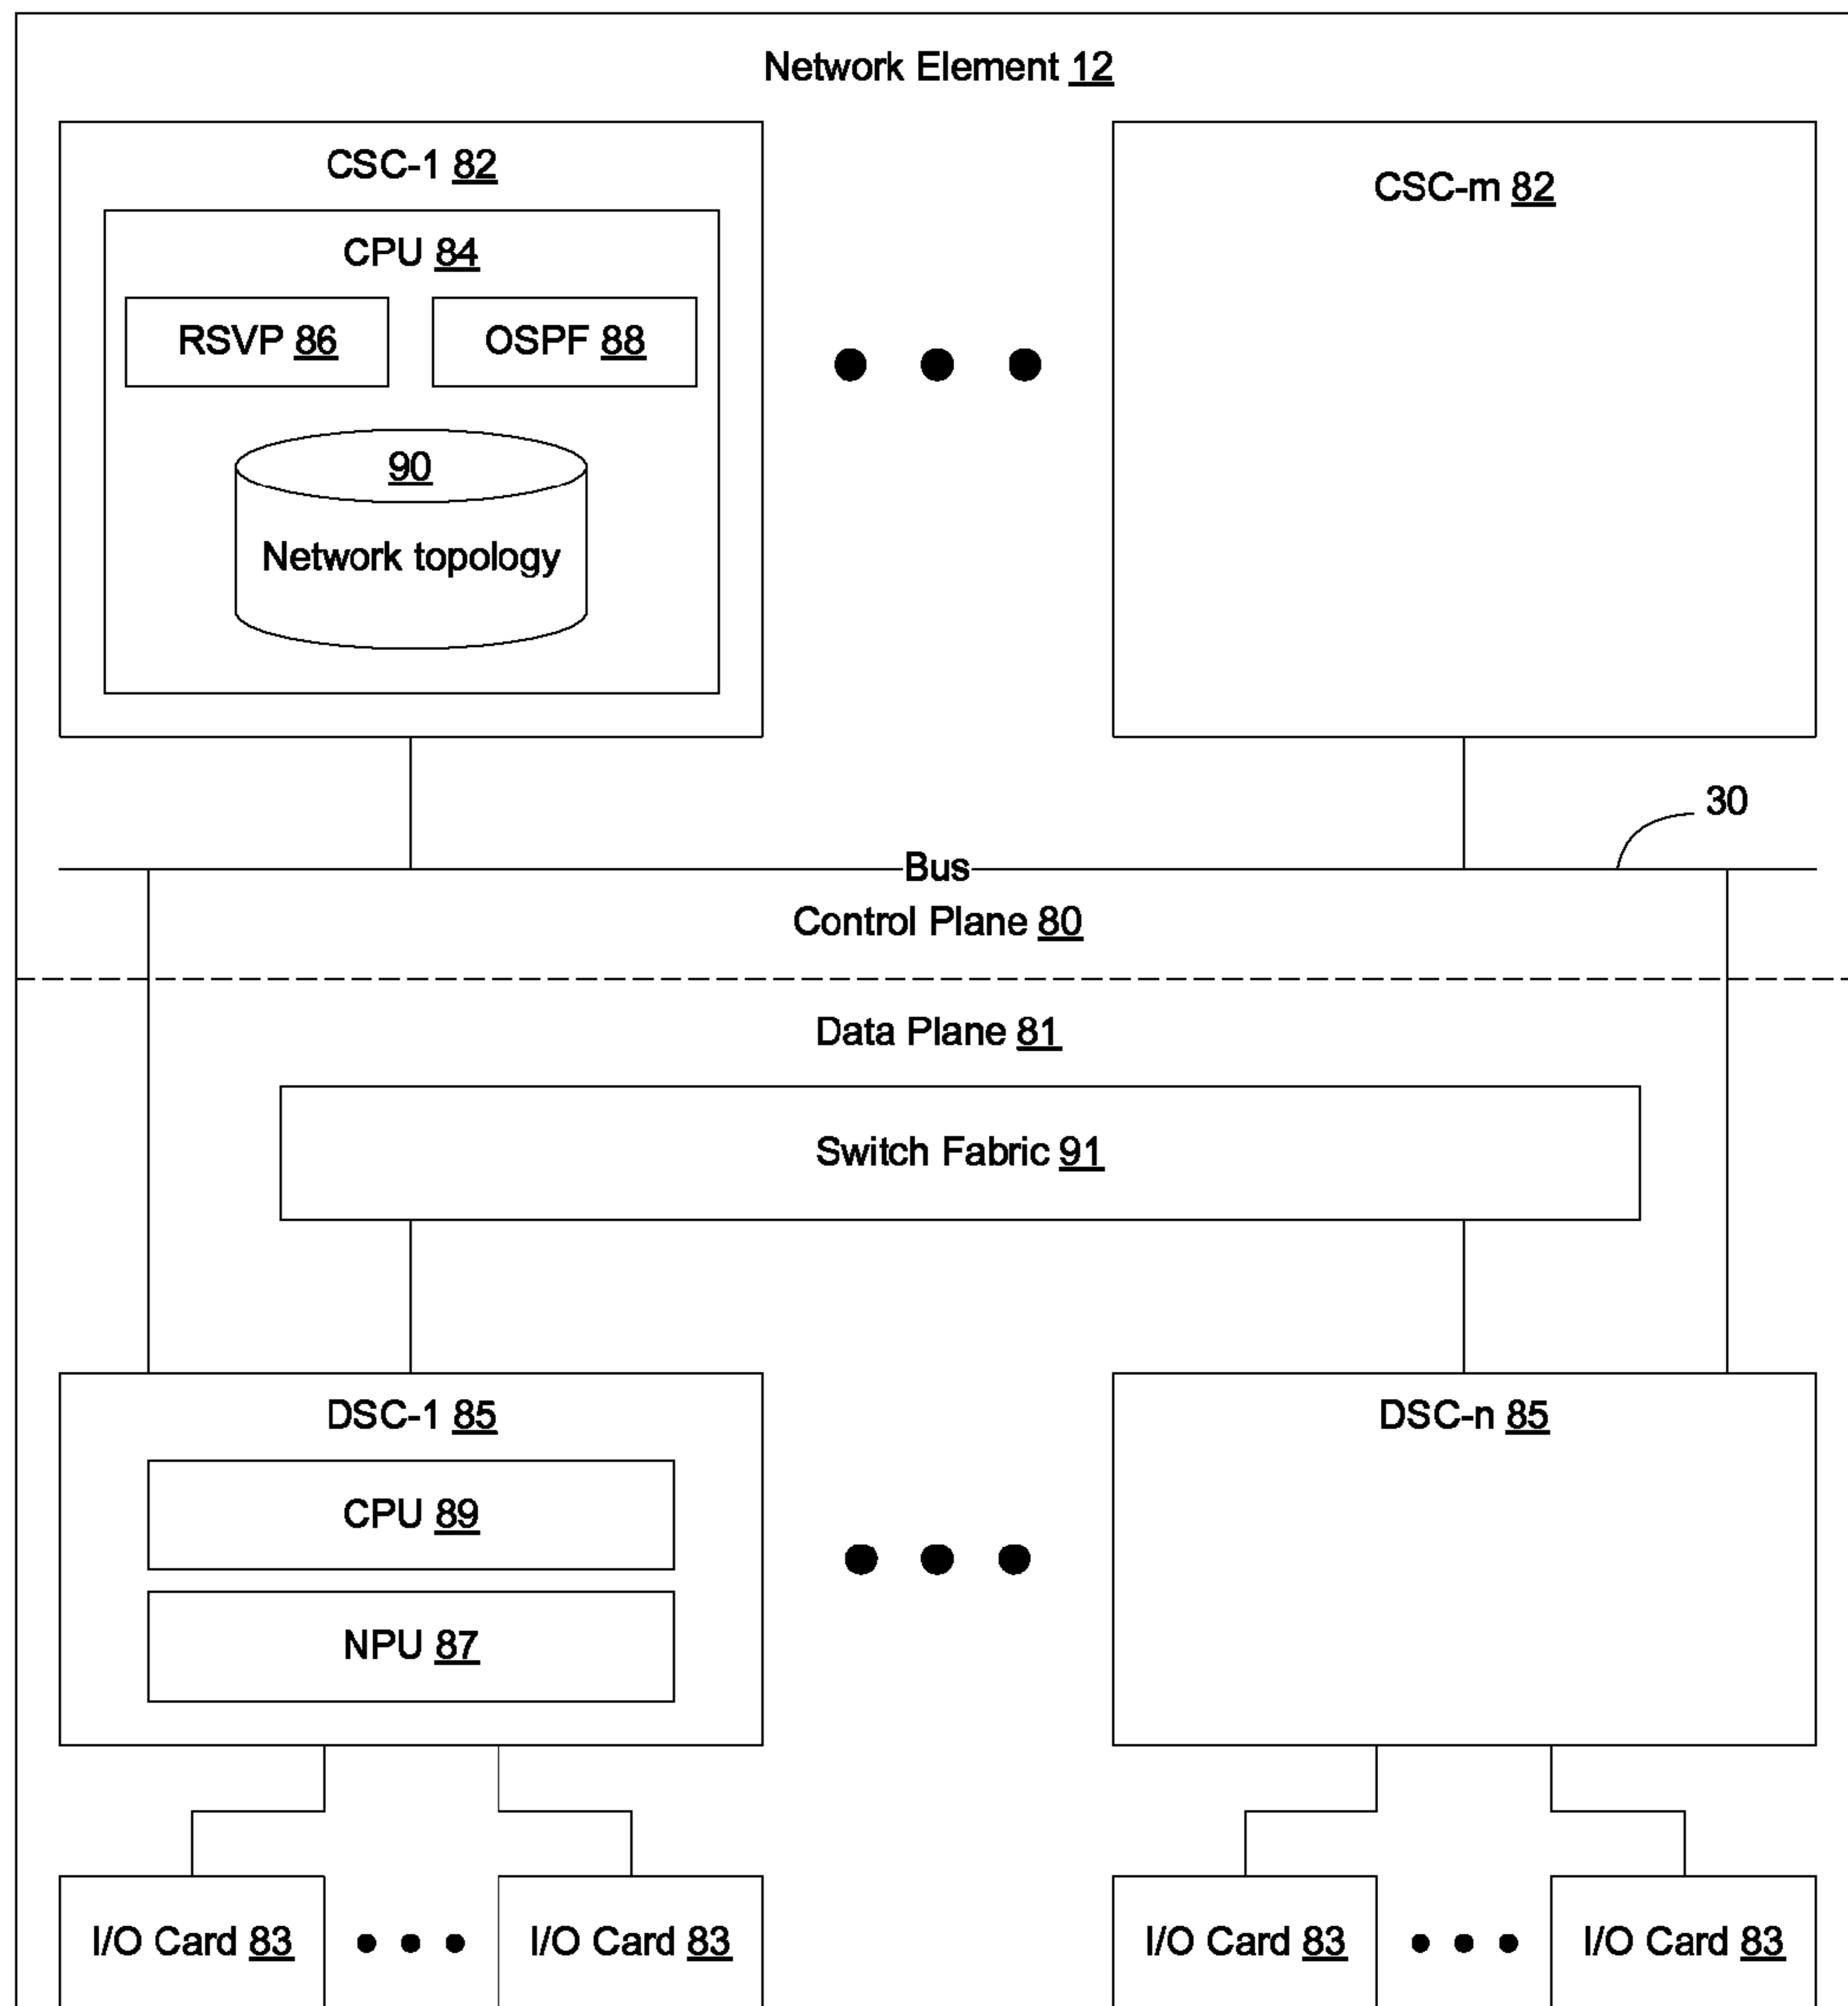 Network Element 12
CSC-1 82
CSC-m 82
CPU 84
RSVP 86
OSPF 88
90
Network topology
30
Bus
Control Plane 80
Data Plane 81
Switch Fabric 91
DSC-1 85
DSC-n 85
CPU 89
NPU 87
I/O Card 83
I/O Card 83
I/O Card 83
I/O Card 83